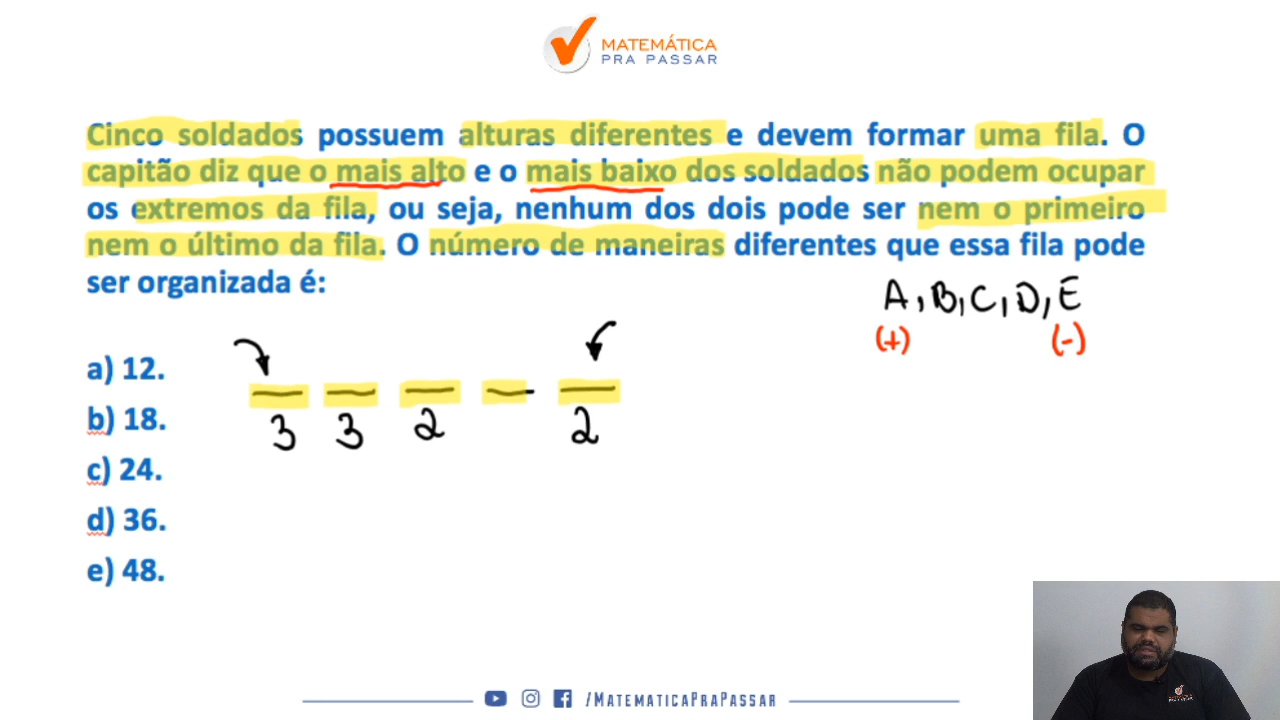 MATEMÁTICA
PRA PASSAR
Cinco soldados possuem alturas diferentes e devem formar uma fila. O
capitão diz que o mais alto e o mais baixo dos soldados não podem ocupar
os extremos da fila, ou seja, nenhum dos dois pode ser nem o primeiro
nem o último da fila. O número de maneiras diferentes que essa fila pode
ser organizada é:
A, B, C, D, E
(+) (-)
a) 12.
b) 18.
c) 24.
d) 36.
e) 48.
3 3 2 2
/MATEMATICAPRAPASSAR